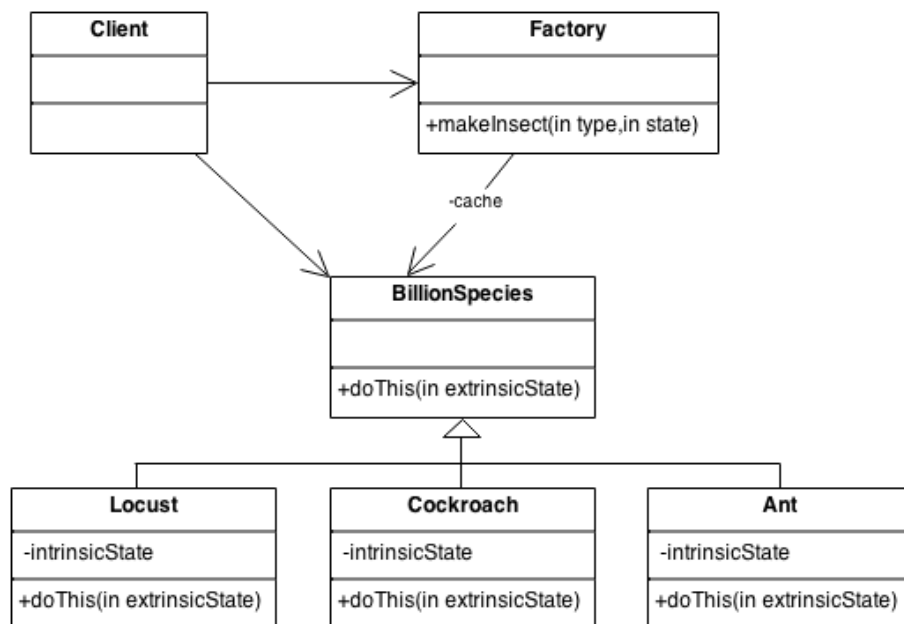 Client
Factory
+makeInsect(in type,in state)
-cache
BillionSpecies
+doThis(in extrinsicState)
Locust
-intrinsicState
+doThis(in extrinsicState)
Cockroach
-intrinsicState
+doThis(in extrinsicState)
Ant
-intrinsicState
+doThis(in extrinsicState)